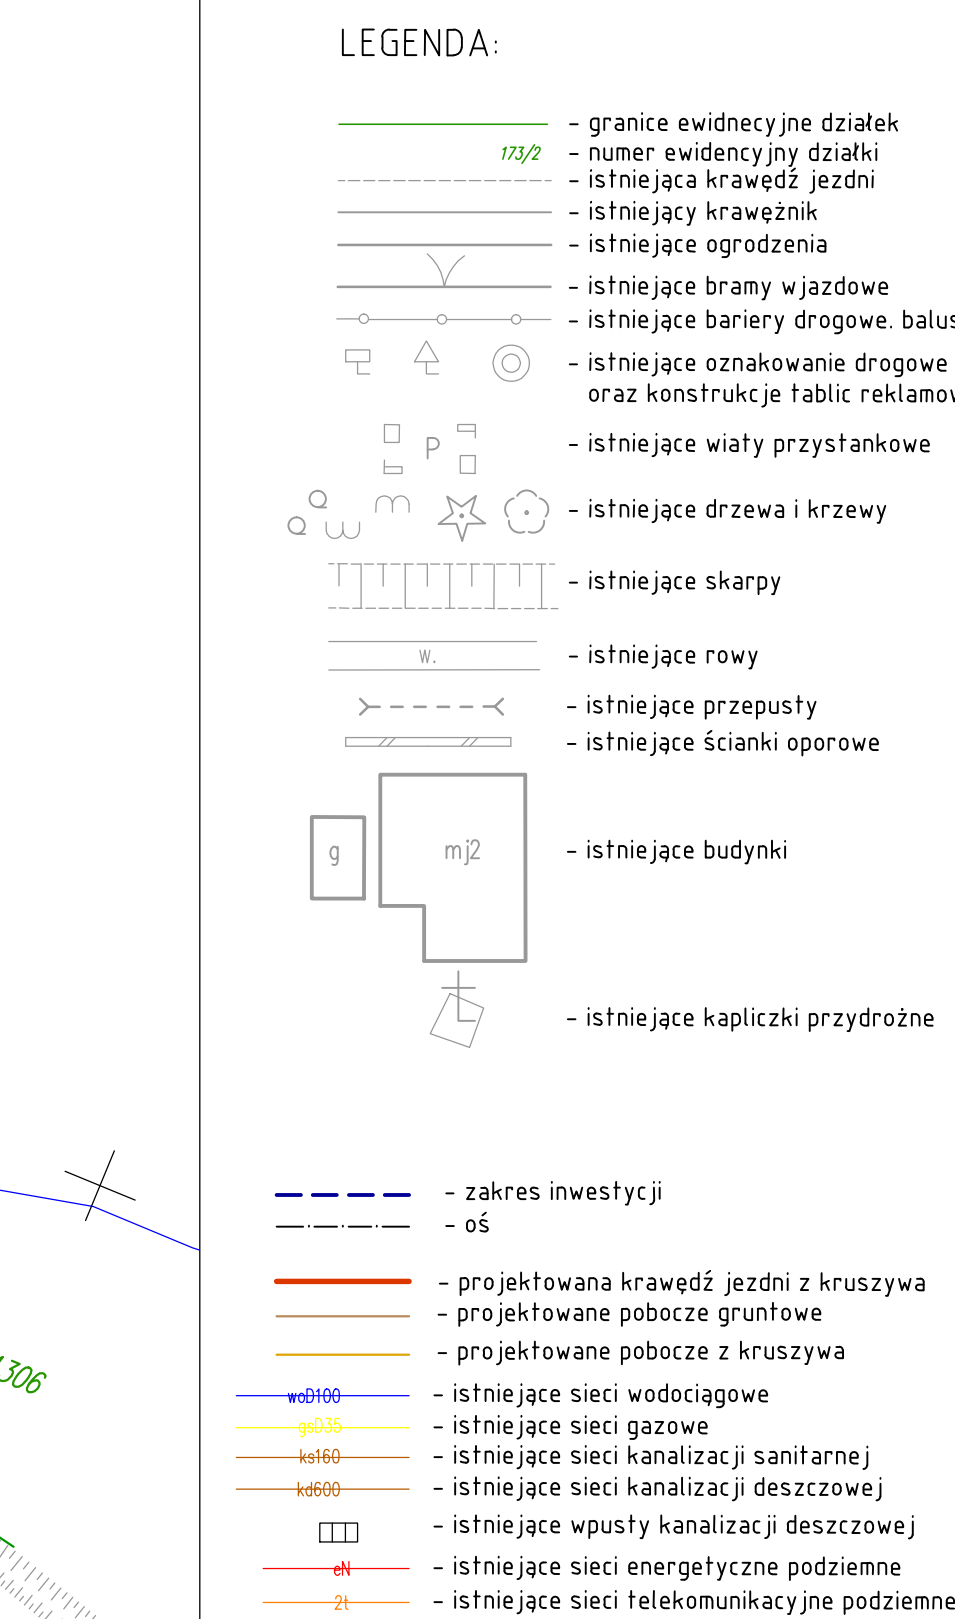 LEGENDA:
- granice ewidnecyjne działek
173/2 - numer ewidencyjny działki
- istniejąca krawędź jezdni
- istniejący krawężnik
- istniejące ogrodzenia
- istniejące bramy wjazdowe
- istniejące bariery drogowe. balus
- istniejące oznakowanie drogowe
oraz konstrukcje tablic reklamow
P - istniejące wiaty przystankowe
- istniejące drzewa i krzewy
- istniejące skarpy
w. - istniejące rowy
- istniejące przepusty
- istniejące ścianki oporowe
g mj2 - istniejące budynki
- istniejące kapliczki przydrożne
- zakres inwestycji
- oś
- projektowana krawędź jezdni z kruszywa
- projektowane pobocze gruntowe
- projektowane pobocze z kruszywa
306
woD100 - istniejące sieci wodociągowe
gsD35 - istniejące sieci gazowe
ks160 - istniejące sieci kanalizacji sanitarnej
kd600 - istniejące sieci kanalizacji deszczowej
- istniejące wpusty kanalizacji deszczowej
eN - istniejące sieci energetyczne podziemne
2t - istniejące sieci telekomunikacyjne podziemne